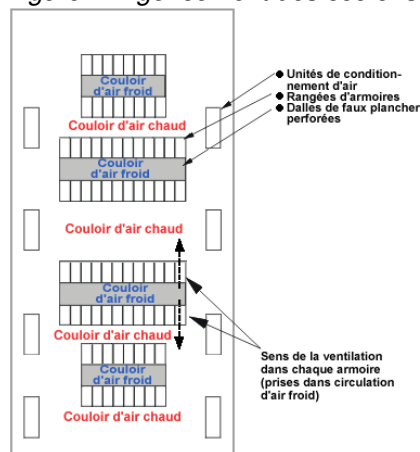 Couloir
d'air froid
Couloir d'air chaud
Couloir
d'air froid
Couloir d'air chaud
Couloir
d'air froid
Couloir d'air chaud
Couloir
d'air froid
Couloir d'air chaud
● Unités de condition-
nement d'air
● Rangées d'armoires
● Dalles de faux plancher
perforées
Sens de la ventilation
dans chaque armoire
(prises dans circulation
d'air froid)